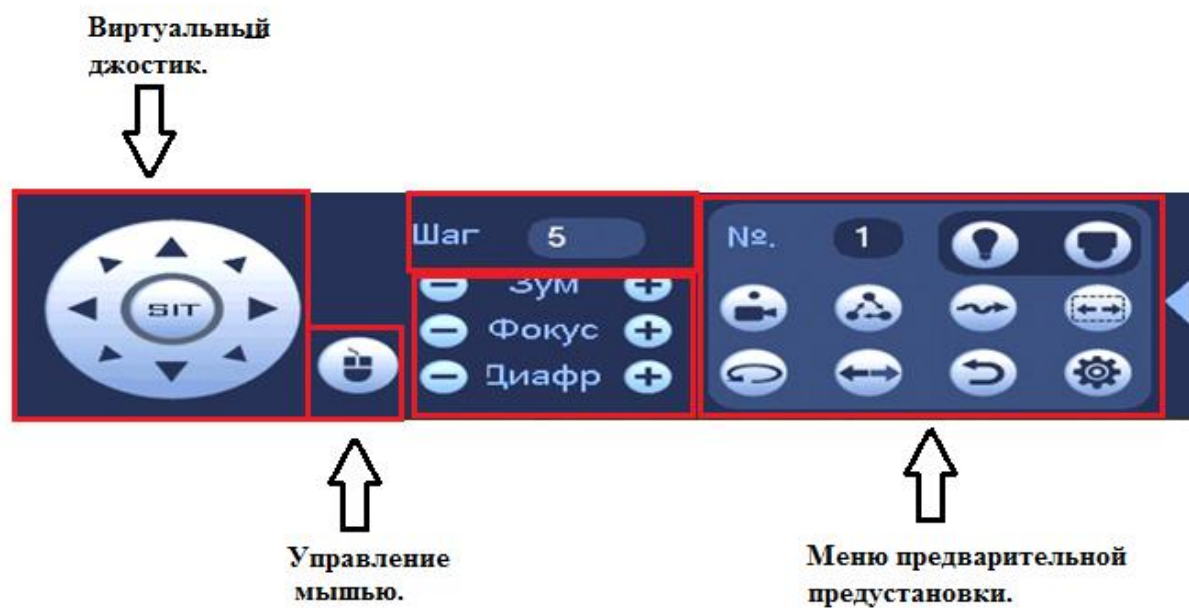 Виртуальный
джостик.
Шаг 5
Зум
Фокус
Диафр
№. 1
SIT
Управление
мышью.
Меню предварительной
предустановки.